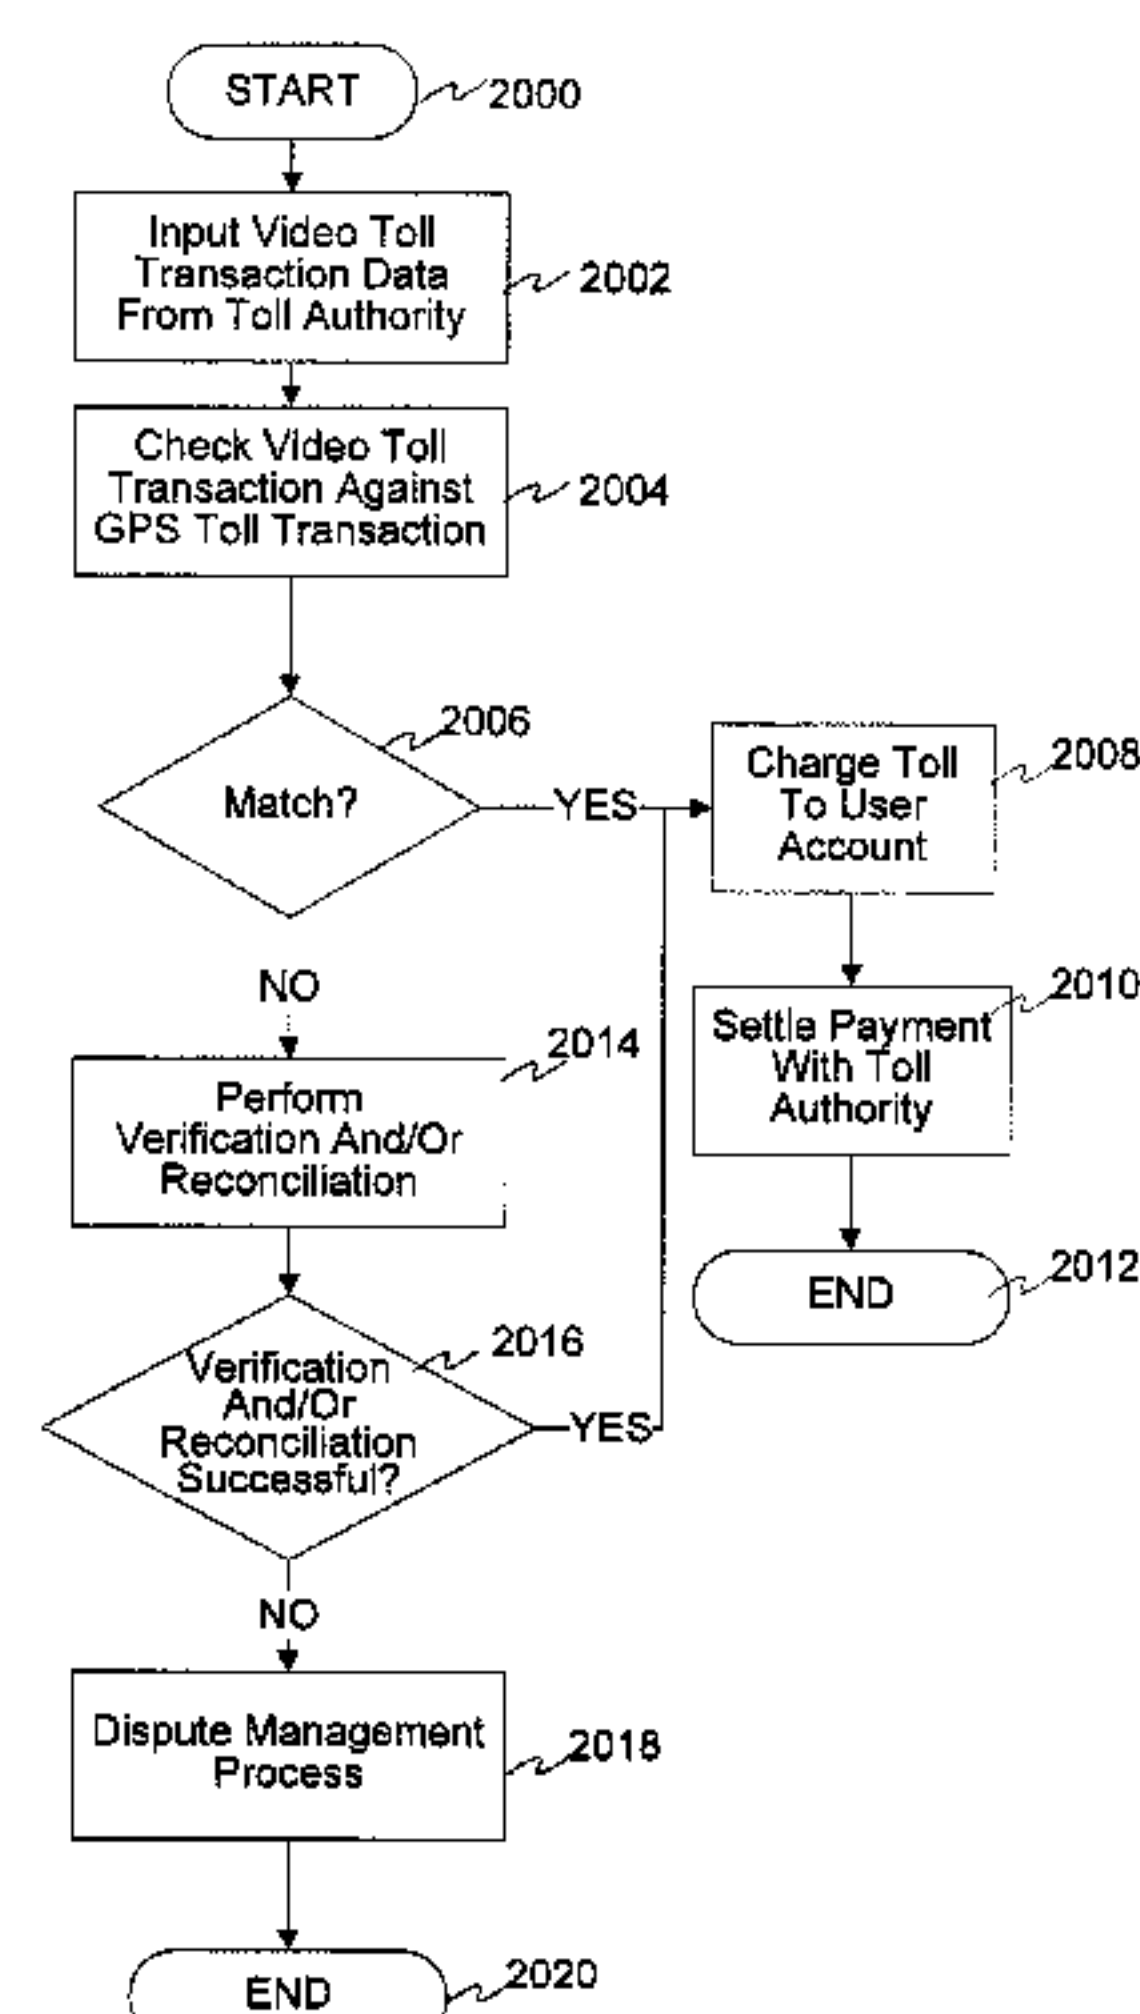 START
2000
Input Video Toll
Transaction Data
From Toll Authority
2002
Check Video Toll
Transaction Against
GPS Toll Transaction
2004
2006
Match?
YES
Charge Toll
To User
Account
2008
NO
Settle Payment
With Toll
Authority
2010
2014
Perform
Verification And/Or
Reconciliation
END
2012
2016
Verification
And/Or
Reconciliation
Successful?
YES
NO
Dispute Management
Process
2018
END
2020